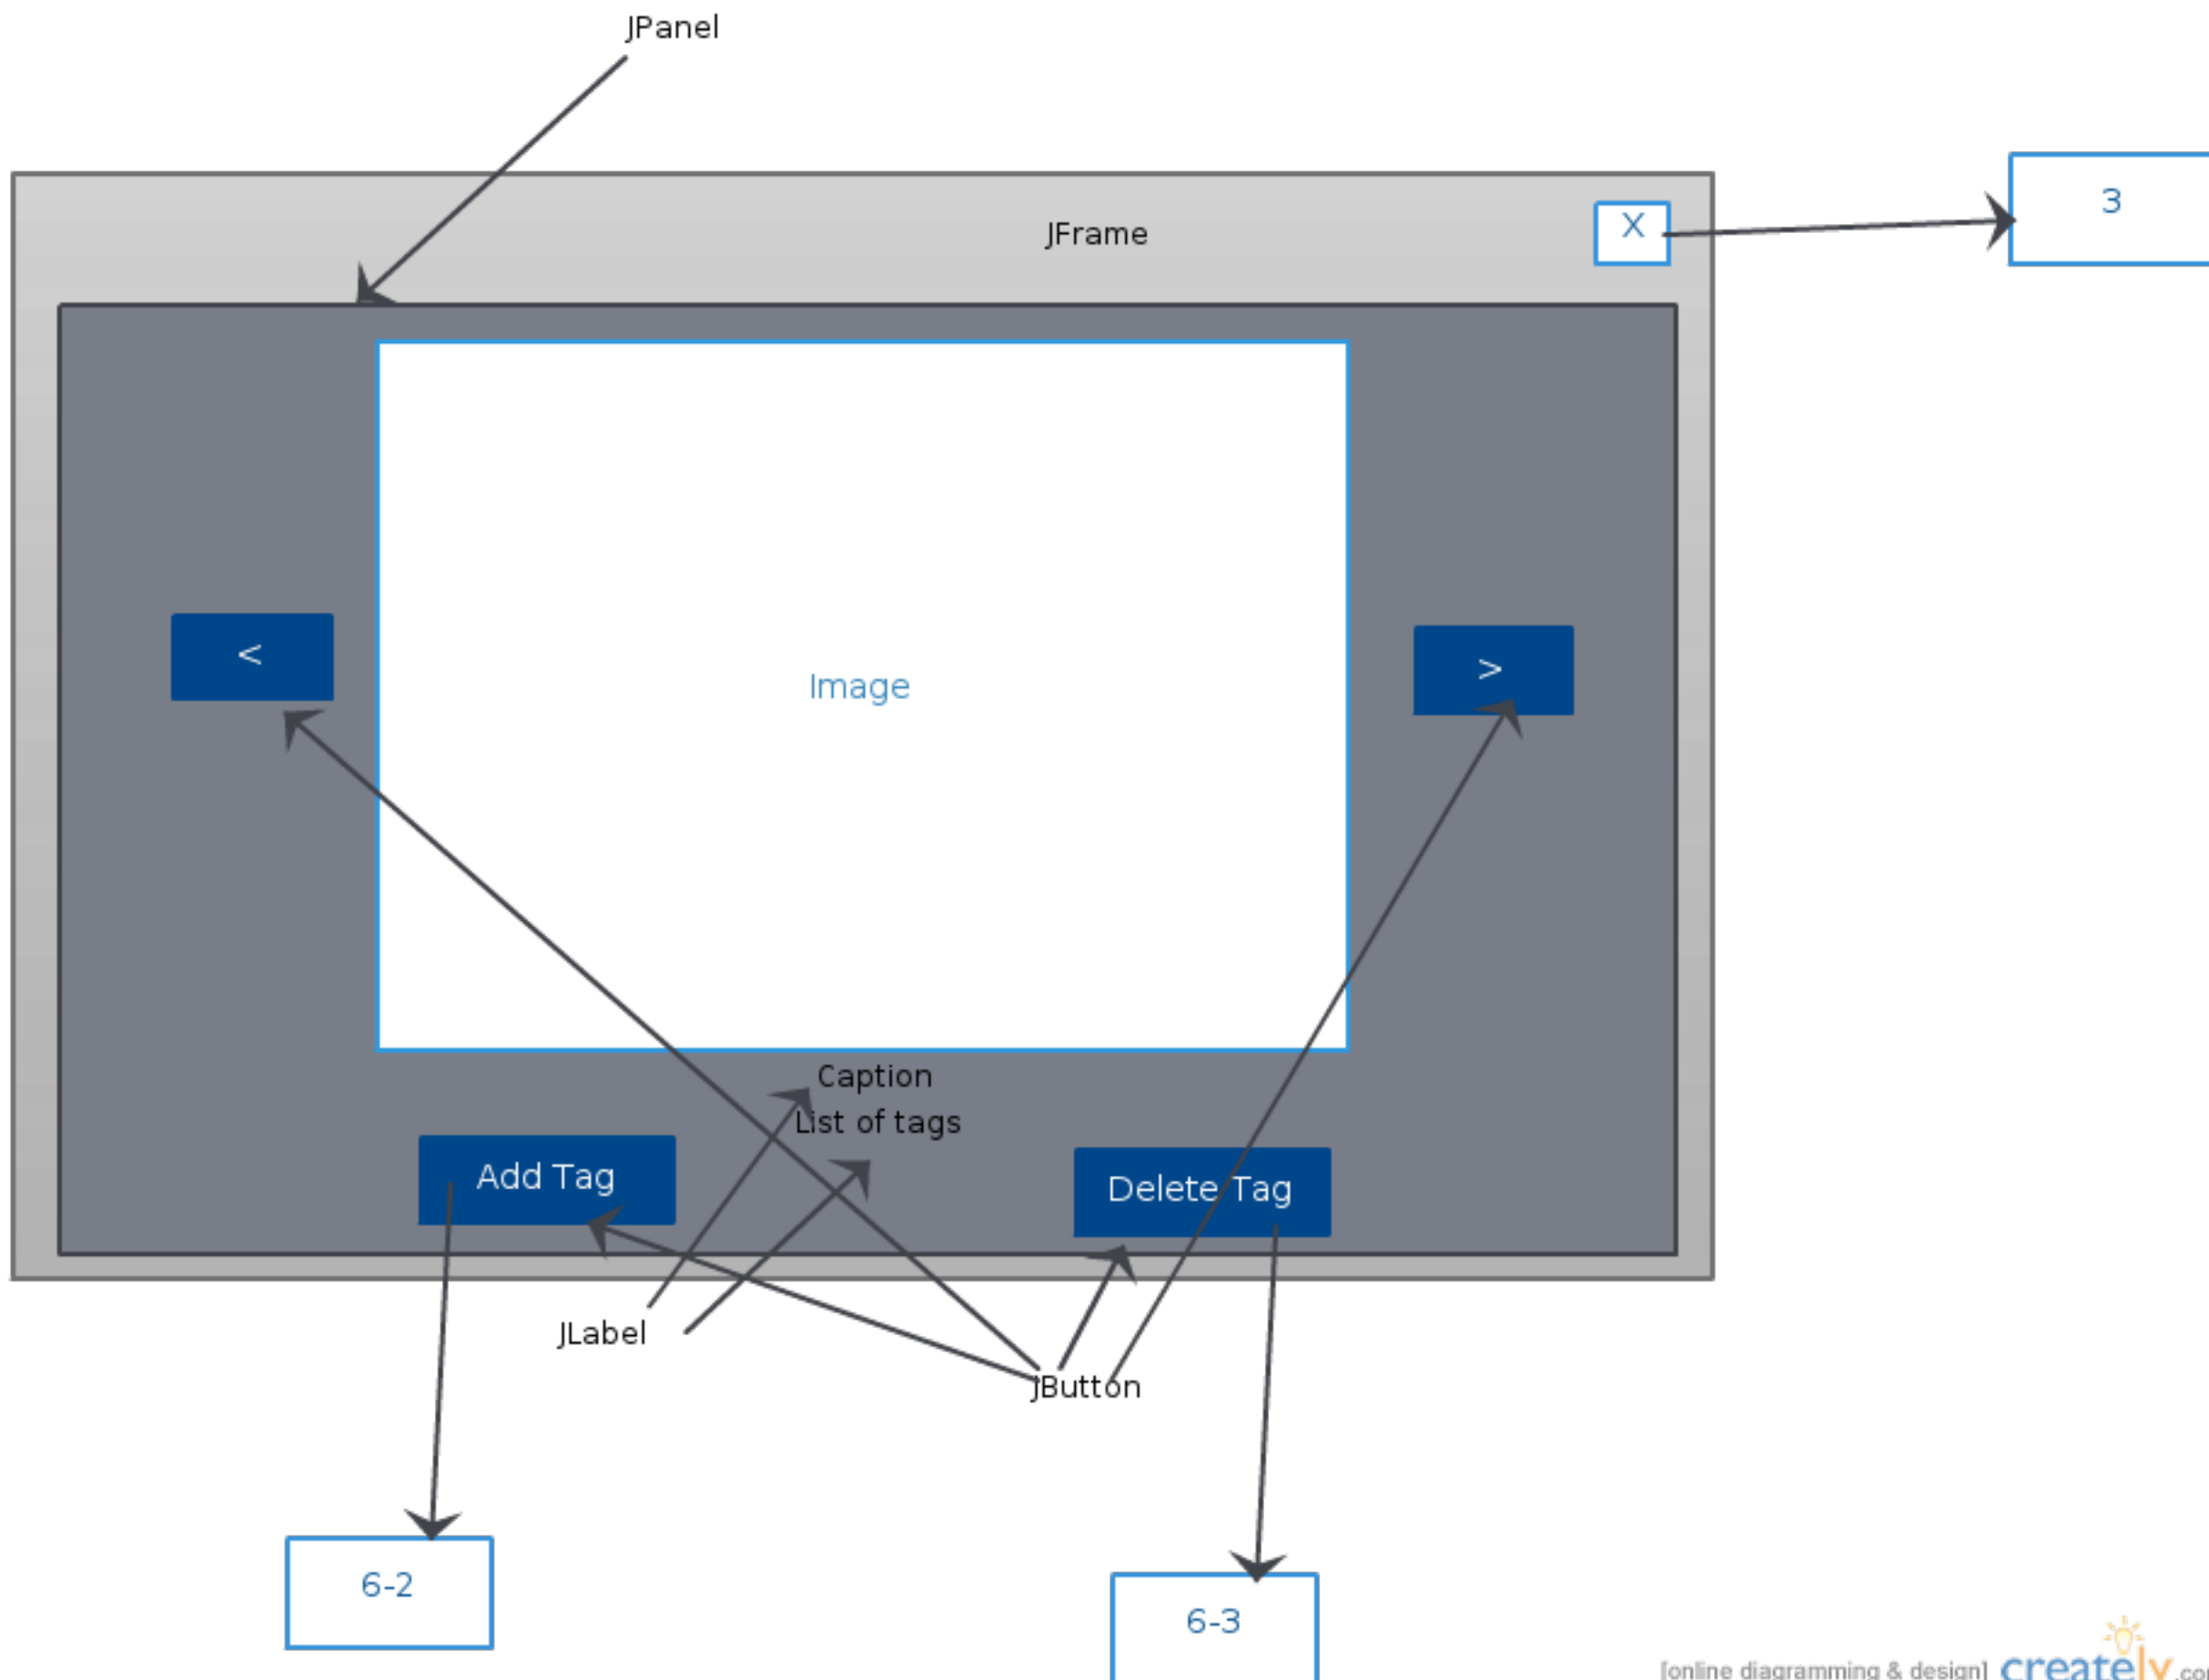 JPanel
JFrame
X
3
<
>
Image
Caption
List of tags
Add Tag
Delete Tag
JLabel
JButton
6-2
6-3
[online diagramming & design] creately.co